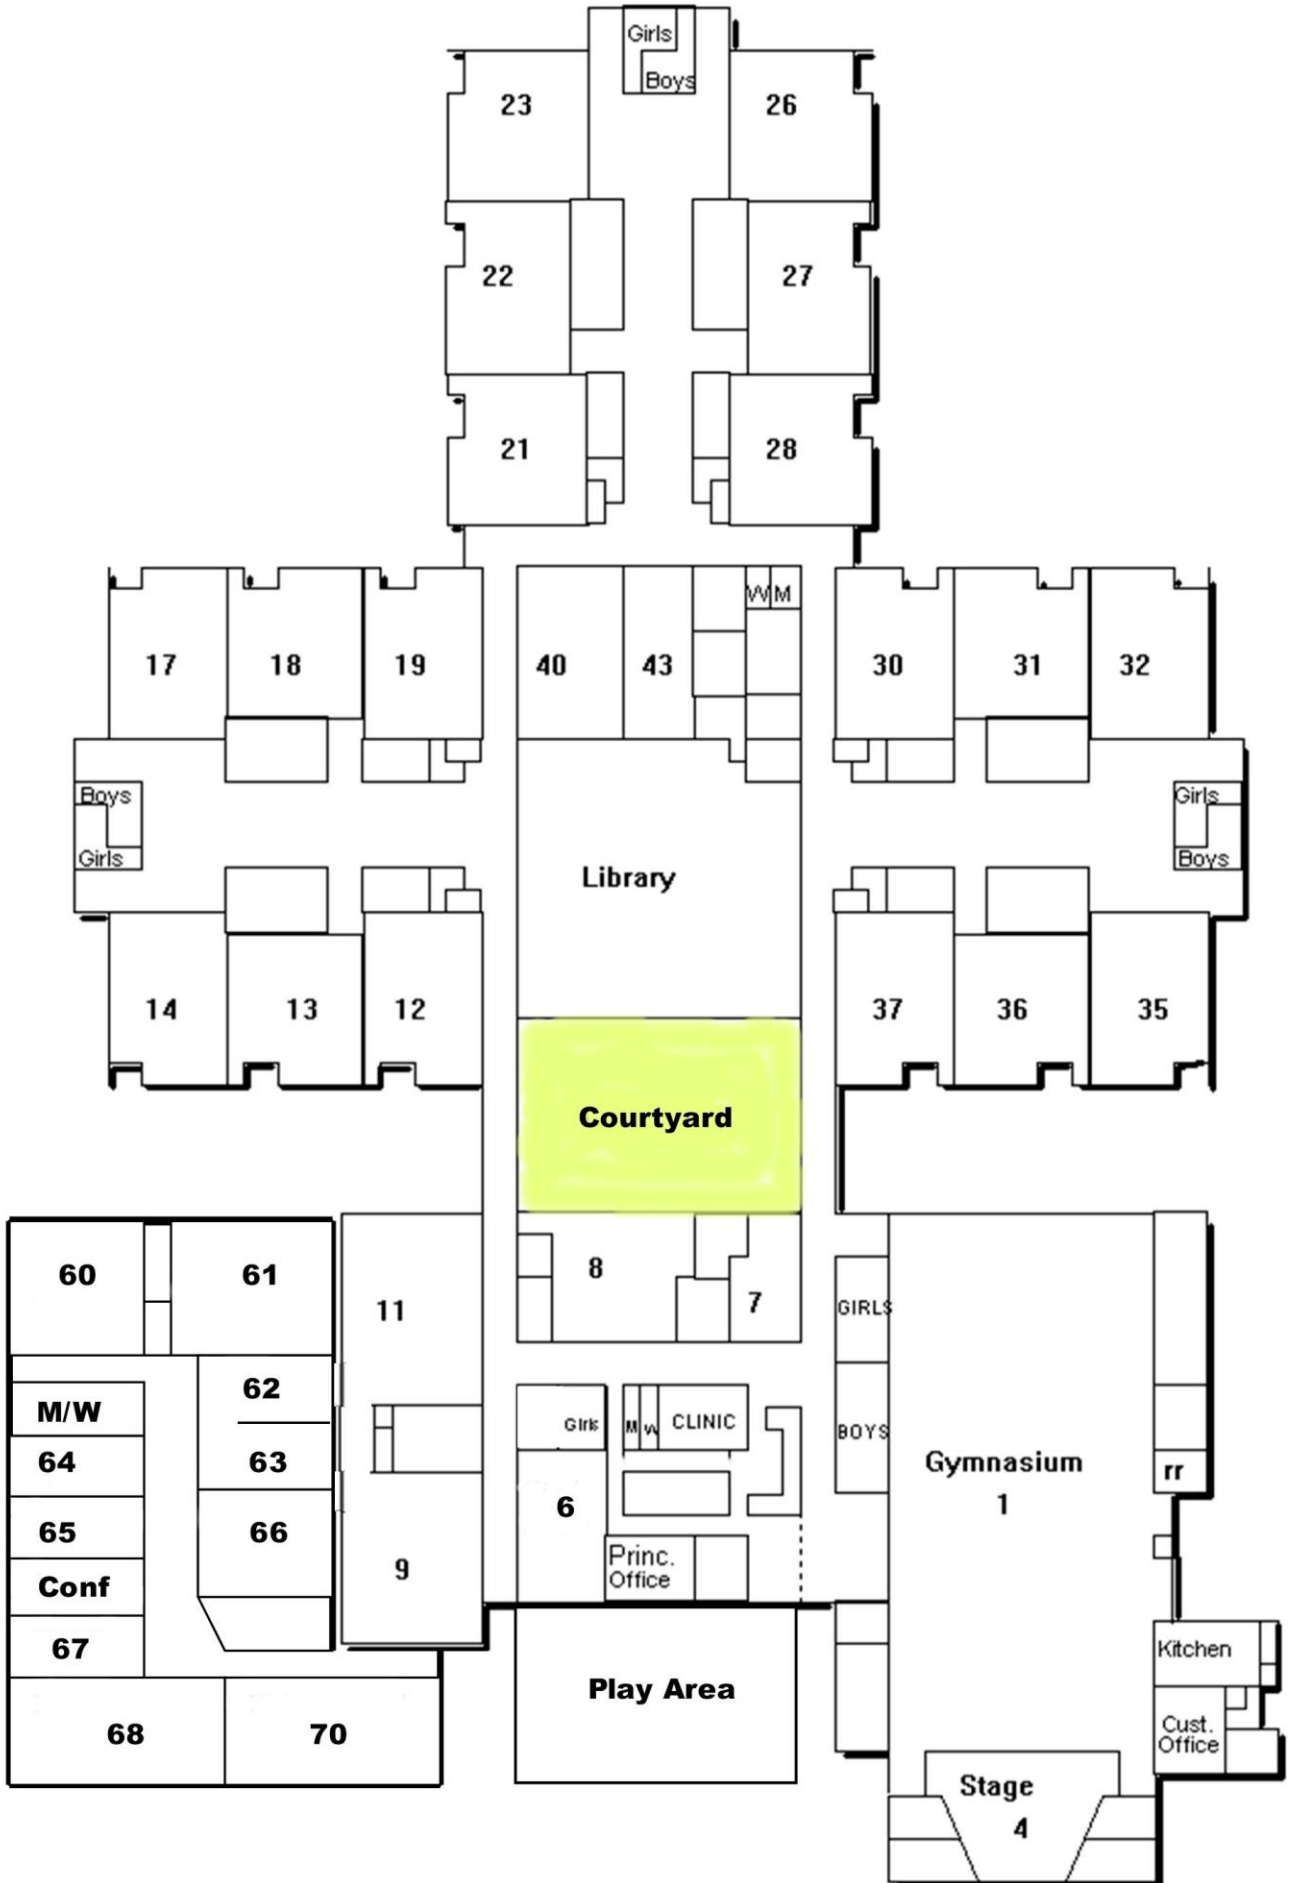 Girls
Boys
23
26
22
27
21
28
W M
17
18
19
40
43
30
31
32
Boys
Girls
Girls
Boys
Library
14
13
12
37
36
35
Courtyard
60
61
11
8
7
GIRLS
62
M/W
Girls
M W
CLINIC
BOYS
64
63
Gymnasium
1
rr
65
66
6
Conf
9
Princ.
Office
67
Kitchen
Play Area
68
70
Cust.
Office
Stage
4